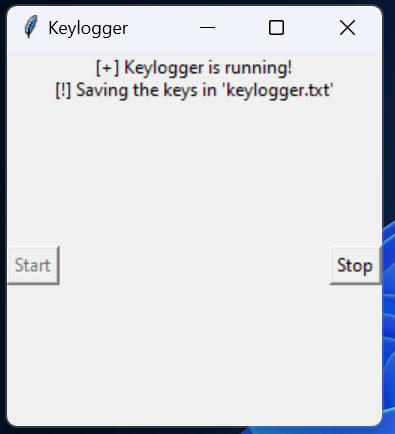 Keylogger
[+] Keylogger is running!
[!] Saving the keys in 'keylogger.txt'
Start
Stop